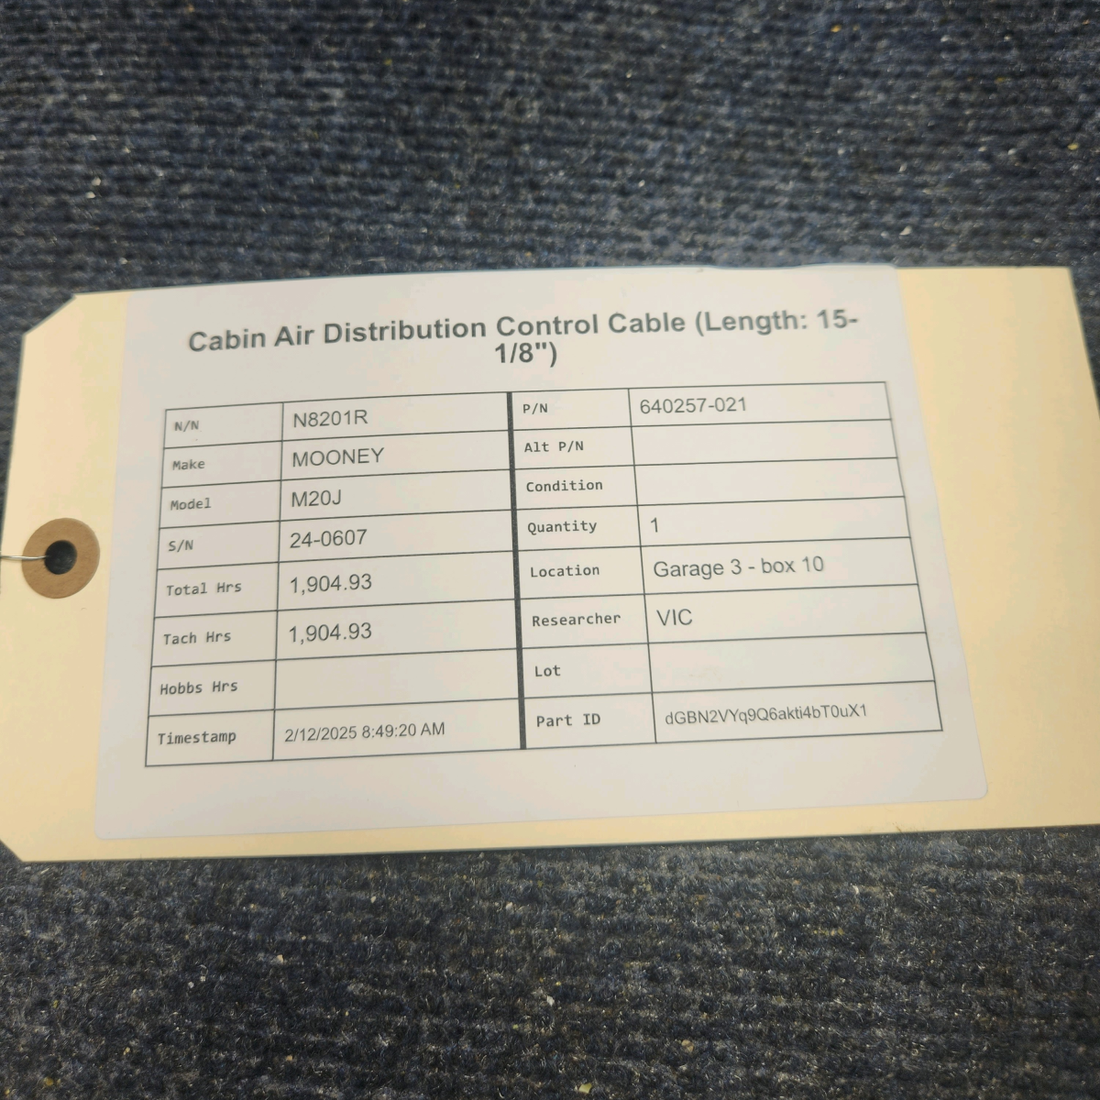 Cabin Air Distribution Control Cable (Length: 15-
1/8")
N/N N8201R P/N 640257-021
Make MOONEY Alt P/N
Model M20J Condition
S/N 24-0607 Quantity 1
Total Hrs 1,904.93 Location Garage 3 - box 10
Tach Hrs 1,904.93 Researcher VIC
Hobbs Hrs Lot
Timestamp 2/12/2025 8:49:20 AM Part ID dGBN2VYq9Q6akti4bT0uX1